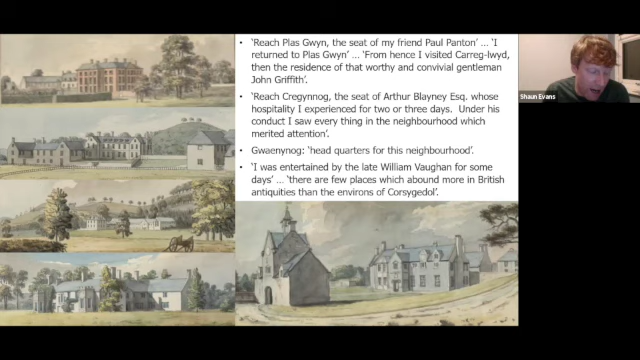 • 'Reach Plas Gwyn, the seat of my friend Paul Panton' ... 'I
returned to Plas Gwyn' ... 'From hence I visited Carreg-lwyd,
then the residence of that worthy and convivial gentleman
John Griffith'.
• 'Reach Cregynnog, the seat of Arthur Blayney Esq. whose
hospitality I experienced for two or three days. Under his
conduct I saw every thing in the neighbourhood which
merited attention'.
• Gwaenynog: 'head quarters for this neighbourhood'.
• 'I was entertained by the late William Vaughan for some
days' ... 'there are few places which abound more in British
antiquities than the environs of Corsygedol'.
Shaun Evans